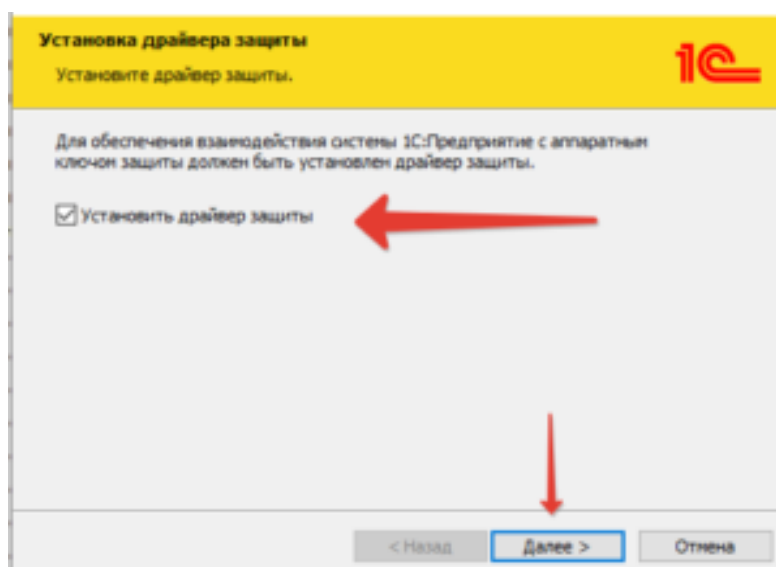 Установка драйвера защиты
Установите драйвер защиты.
1С
Для обеспечения взаимодействия системы 1С:Предприятие с аппаратным
ключом защиты должен быть установлен драйвер защиты.
Установить драйвер защиты
< Назад Далее > Отмена